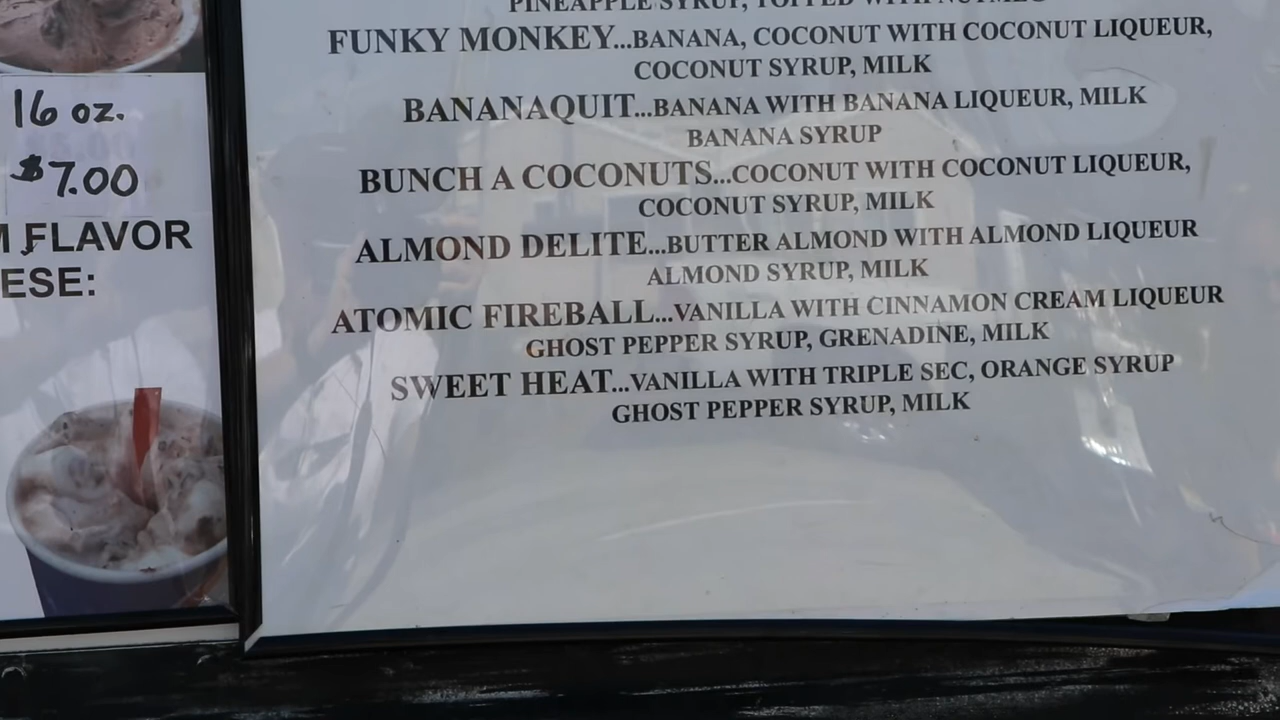 16 oz.
$7.00
FLAVOR
ESE:
PINEAPPLE SYRUP, TOPPED WITH NUTMEG
FUNKY MONKEY...BANANA, COCONUT WITH COCONUT LIQUEUR,
COCONUT SYRUP, MILK
BANANAQUIT...BANANA WITH BANANA LIQUEUR, MILK
BANANA SYRUP
BUNCH A COCONUTS...COCONUT WITH COCONUT LIQUEUR,
COCONUT SYRUP, MILK
ALMOND DELITE...BUTTER ALMOND WITH ALMOND LIQUEUR
ALMOND SYRUP, MILK
ATOMIC FIREBALL...VANILLA WITH CINNAMON CREAM LIQUEUR
GHOST PEPPER SYRUP, GRENADINE, MILK
SWEET HEAT...VANILLA WITH TRIPLE SEC, ORANGE SYRUP
GHOST PEPPER SYRUP, MILK